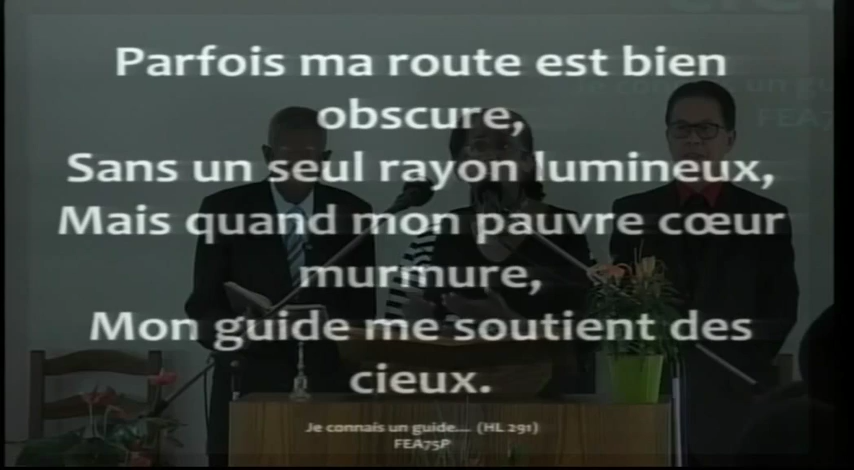 Parfois ma route est bien
obscure,
Sans un seul rayon lumineux,
Mais quand mon pauvre cœur
murmure,
Mon guide me soutient des
cieux.
Je connais un guide.... (HL 291)
FEA75P